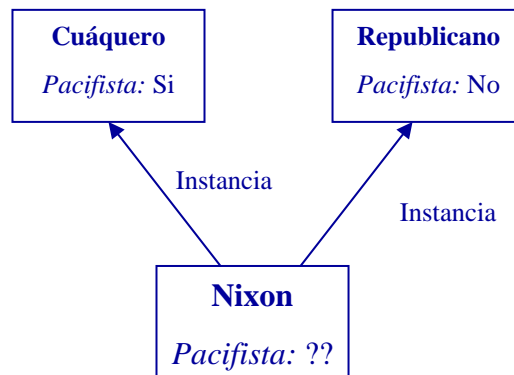 Cuáquero
Pacifista: Si
Republicano
Pacifista: No
Instancia
Instancia
Nixon
Pacifista: ??